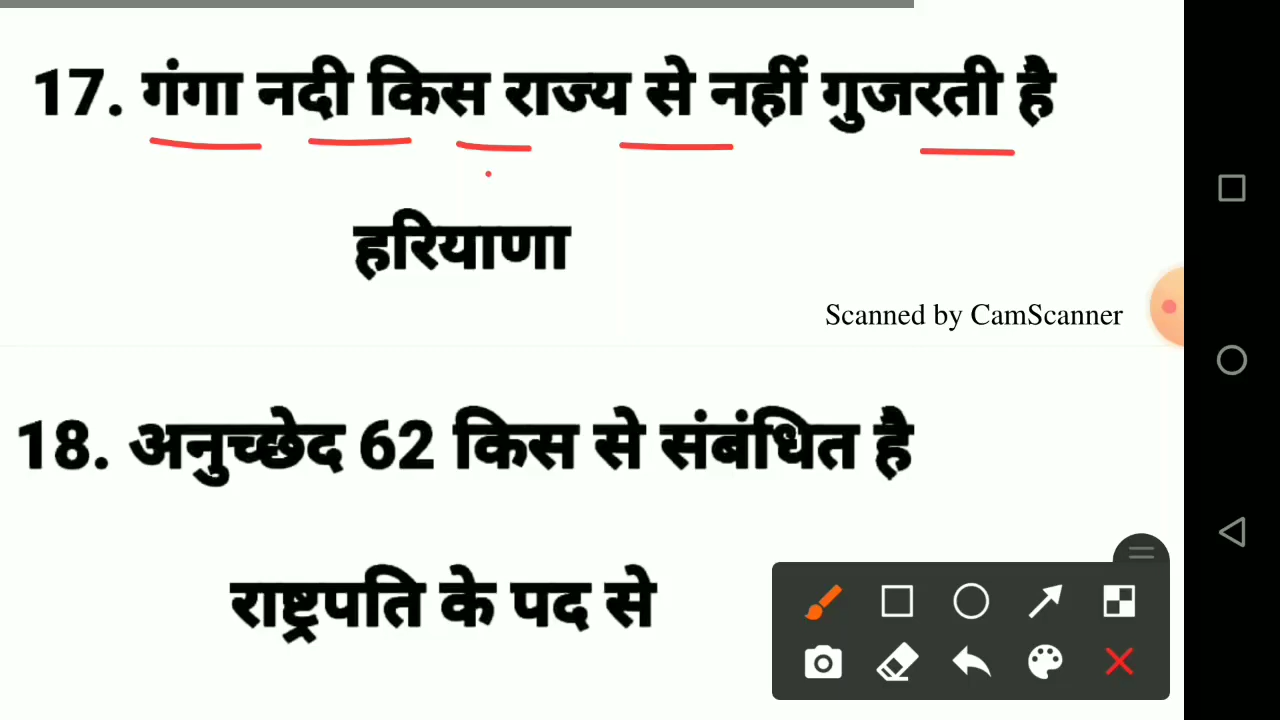 17. गंगा नदी किस राज्य से नहीं गुजरती है
हरियाणा
Scanned by CamScanner
18. अनुच्छेद 62 किस से संबंधित है
राष्ट्रपति के पद से